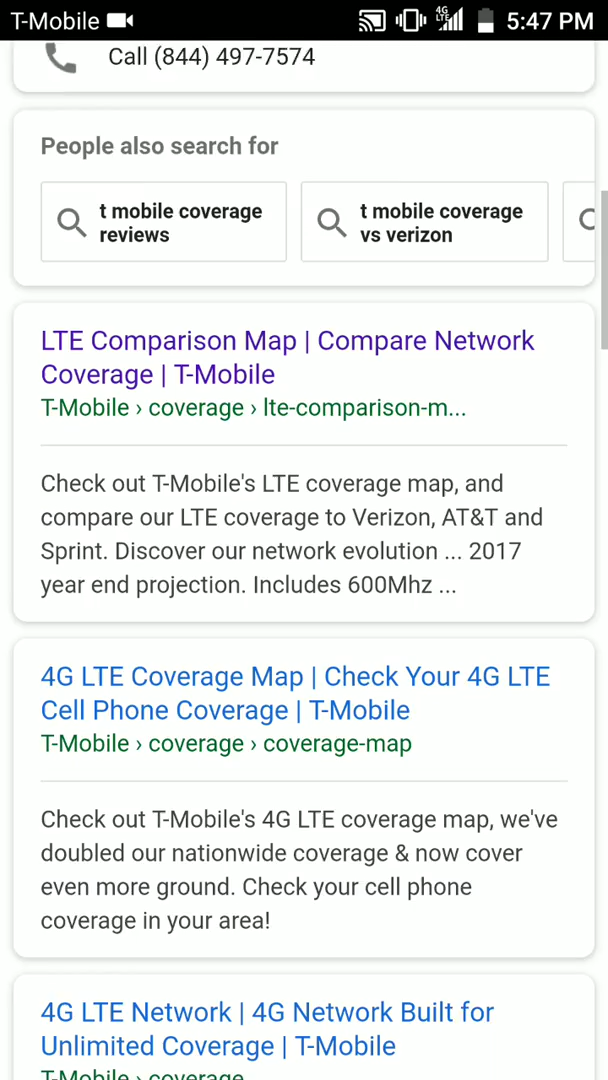 T-Mobile 4G LTE 5:47 PM
Call (844) 497-7574
People also search for
t mobile coverage
reviews
t mobile coverage
vs verizon
LTE Comparison Map | Compare Network
Coverage | T-Mobile
T-Mobile › coverage › lte-comparison-m...
Check out T-Mobile's LTE coverage map, and
compare our LTE coverage to Verizon, AT&T and
Sprint. Discover our network evolution ... 2017
year end projection. Includes 600Mhz ...
4G LTE Coverage Map | Check Your 4G LTE
Cell Phone Coverage | T-Mobile
T-Mobile › coverage › coverage-map
Check out T-Mobile's 4G LTE coverage map, we've
doubled our nationwide coverage & now cover
even more ground. Check your cell phone
coverage in your area!
4G LTE Network | 4G Network Built for
Unlimited Coverage | T-Mobile
T-Mobile › coverage